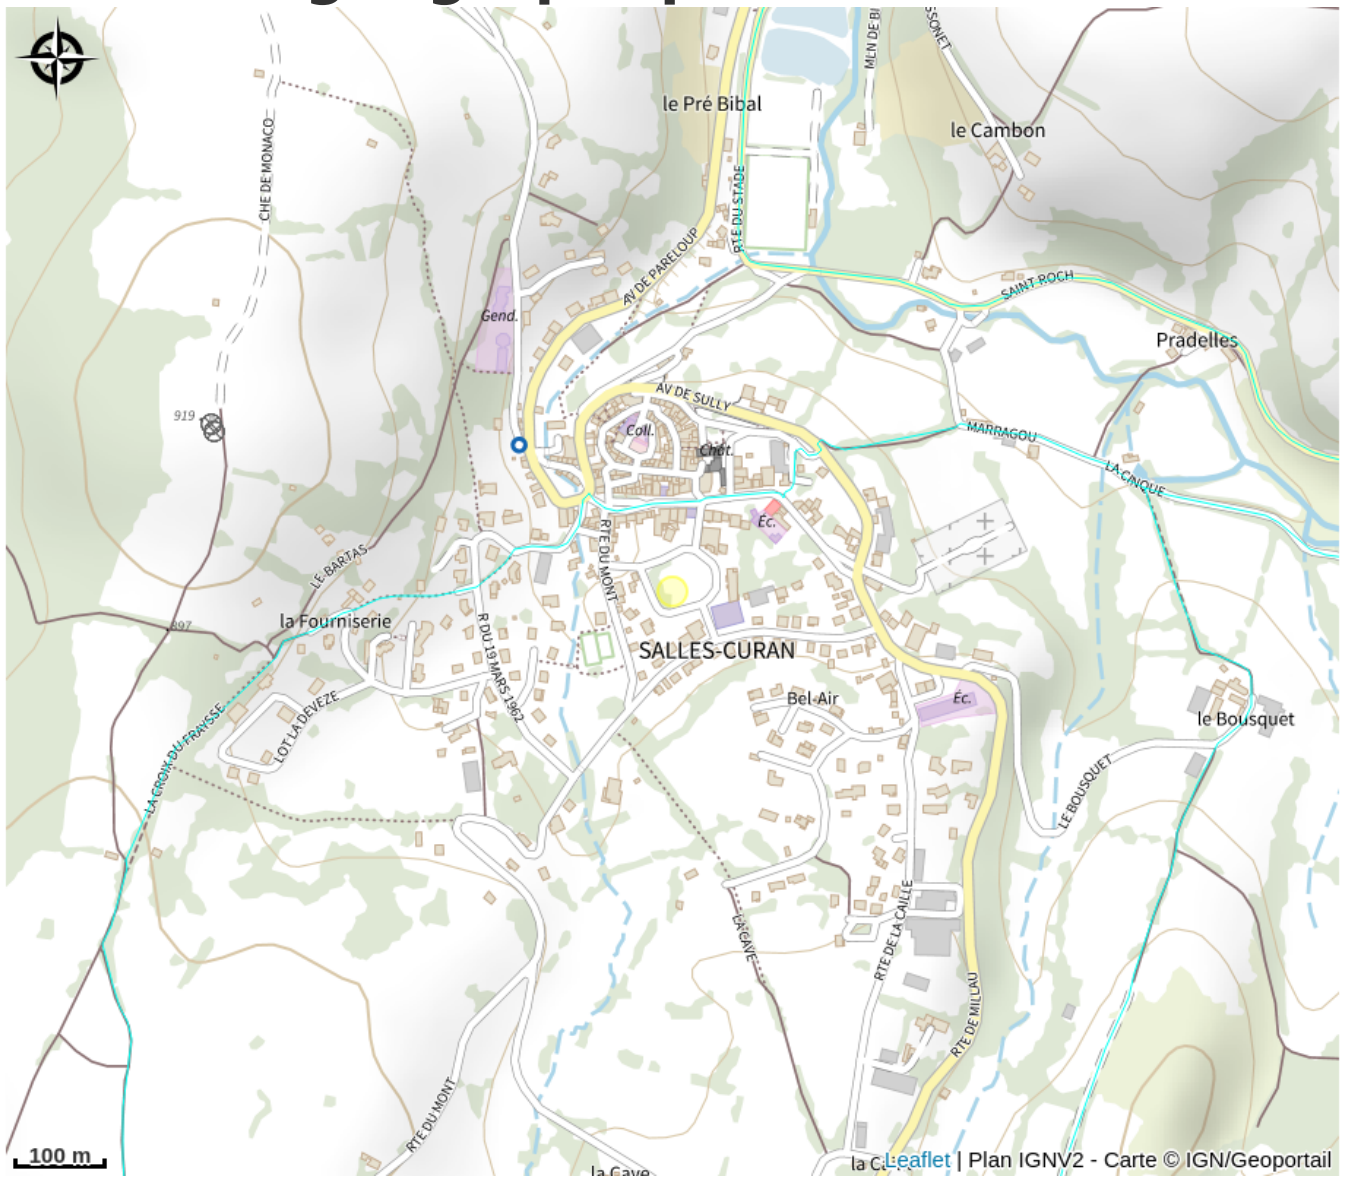 MLN DE B
SSONET
le Pré Bibal
le Cambon
CHE DE MONACO
RTE DU STADE
AV DE PARELOUP
SAINT ROCH
Gend.
Pradelles
AV DE SULLY
919
Coll.
Chât.
MARRAGOU
LA CINQUE
Éc.
RTE DU MONT
LE BARTAS
la Fourniserie
897
R DU 19 MARS 1962
SALLES-CURAN
Bel-Air
Éc.
le Bousquet
LOT LA DEVEZE
LA CROIX DU FRAYSSE
LE BOUSQUET
LA CAVE
RTE DE LA CAILLE
RTE DE MILLAU
RTE DU MONT
100 m
la Cave
la C
Leaflet | Plan IGNV2 - Carte © IGN/Geoportail